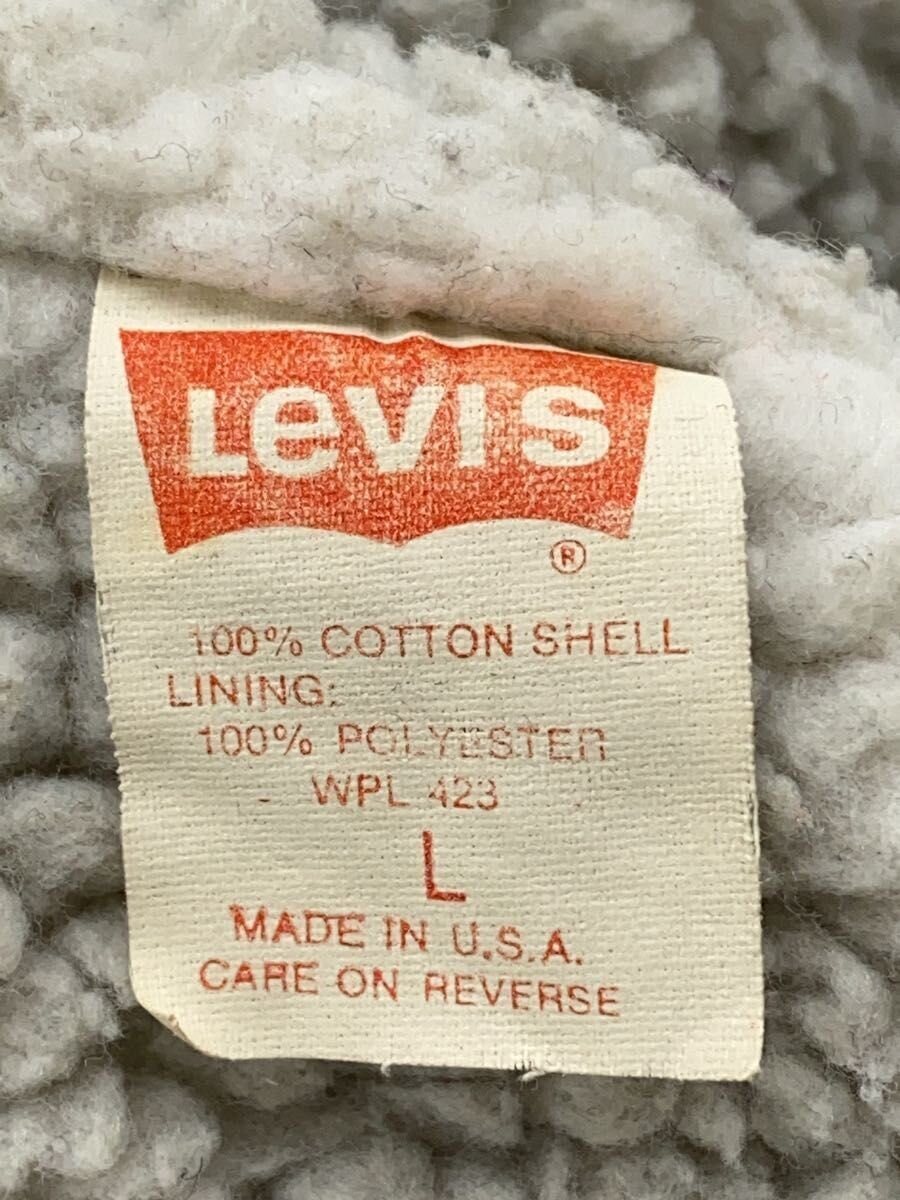 LeVI'S
®
100% COTTON SHELL
LINING:
100% POLYESTER
WPL 423
L
MADE IN U.S.A.
CARE ON REVERSE